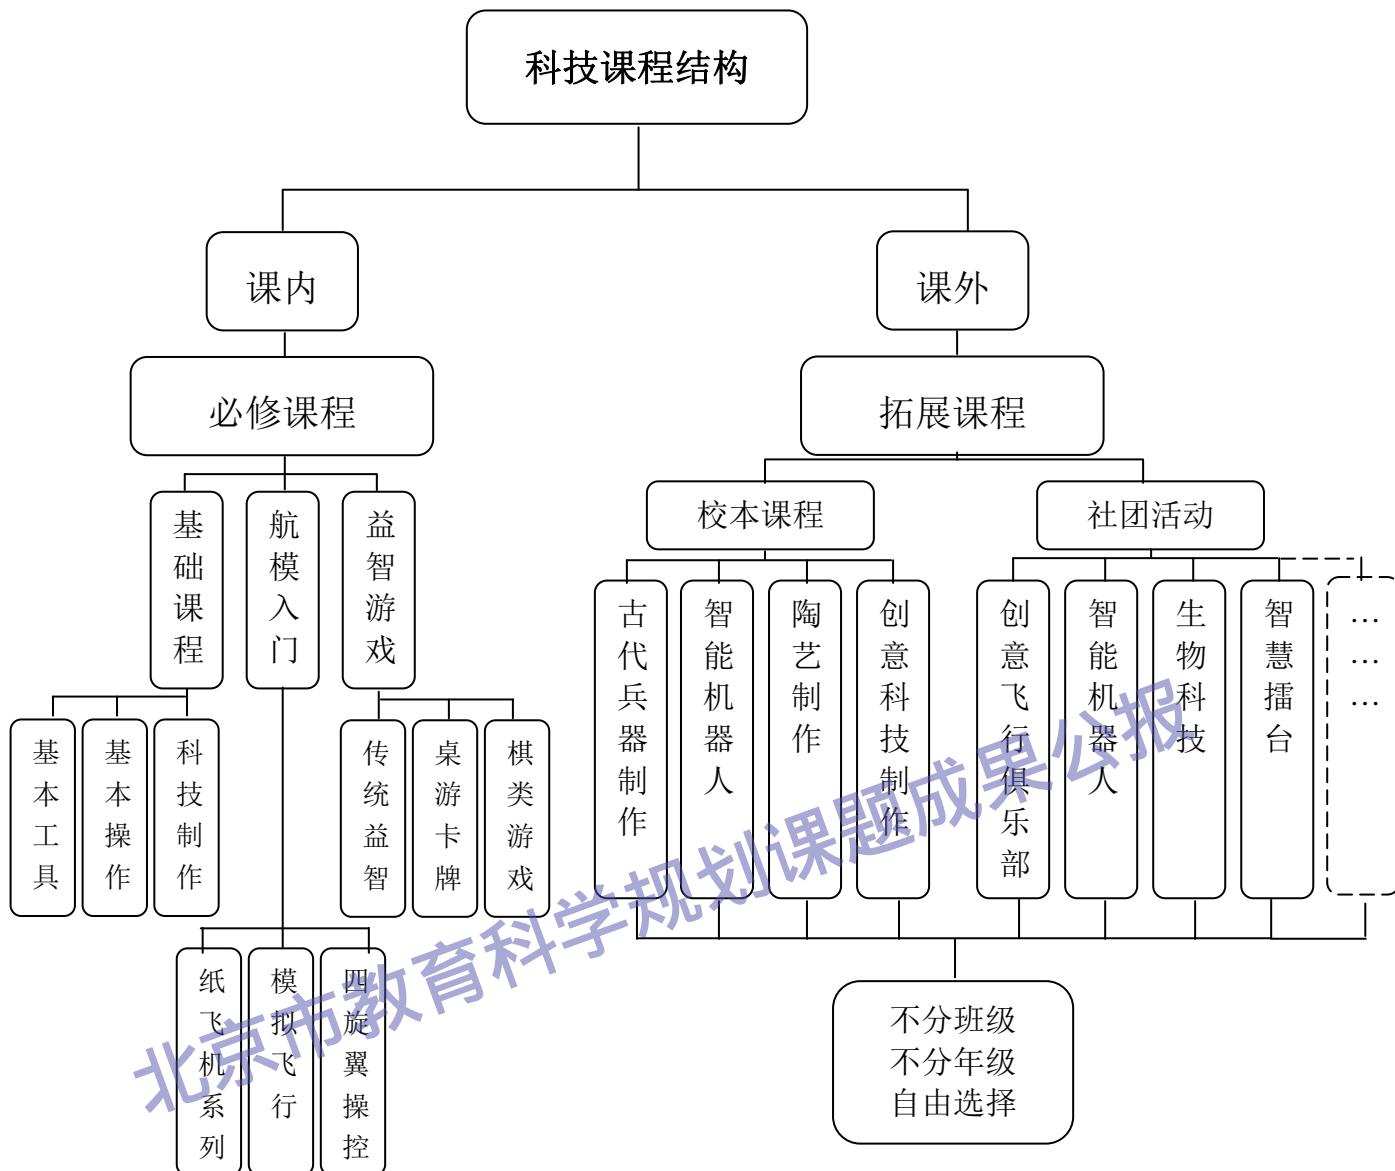 科技课程结构
课内
课外
必修课程
拓展课程
基础课程
航模入门
益智游戏
校本课程
社团活动
基本工具
基本操作
科技制作
传统益智
桌游卡牌
棋类游戏
纸飞机系列
模拟飞行
四旋翼操控
古代兵器制作
智能机器人
陶艺制作
创意科技制作
创意飞行俱乐部
智能机器人
生物科技
智慧擂台
…
…
…
不分班级
不分年级
自由选择
北京市教育科学规划课题成果公报